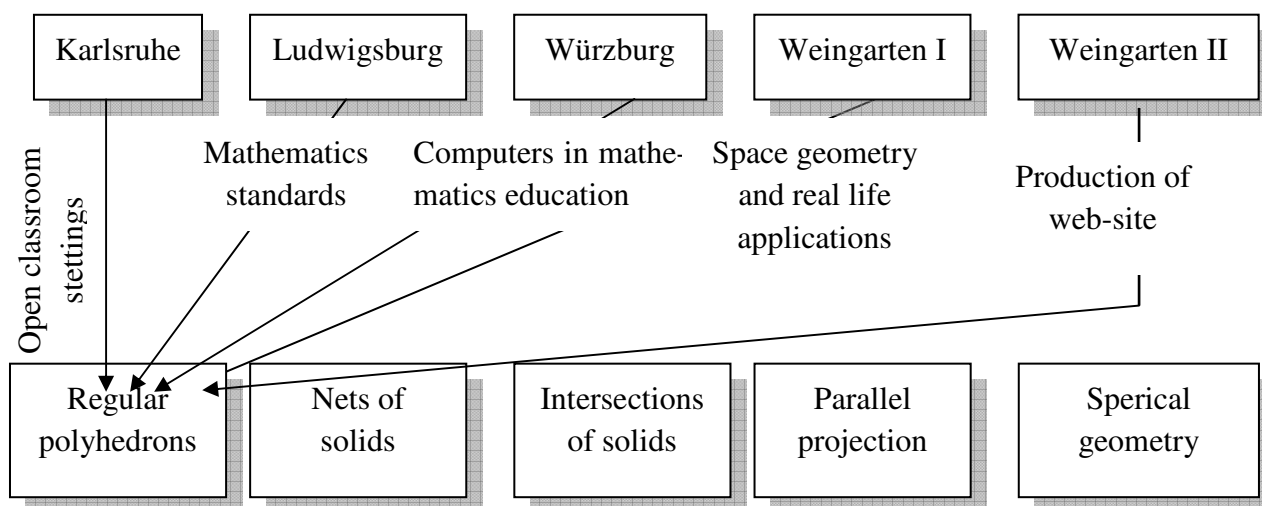 Karlsruhe
Ludwigsburg
Würzburg
Weingarten I
Weingarten II
Open classroom
stettings
Mathematics
standards
Computers in mathe-
matics education
Space geometry
and real life
applications
Production of
web-site
Regular
polyhedrons
Nets of
solids
Intersections
of solids
Parallel
projection
Sperical
geometry